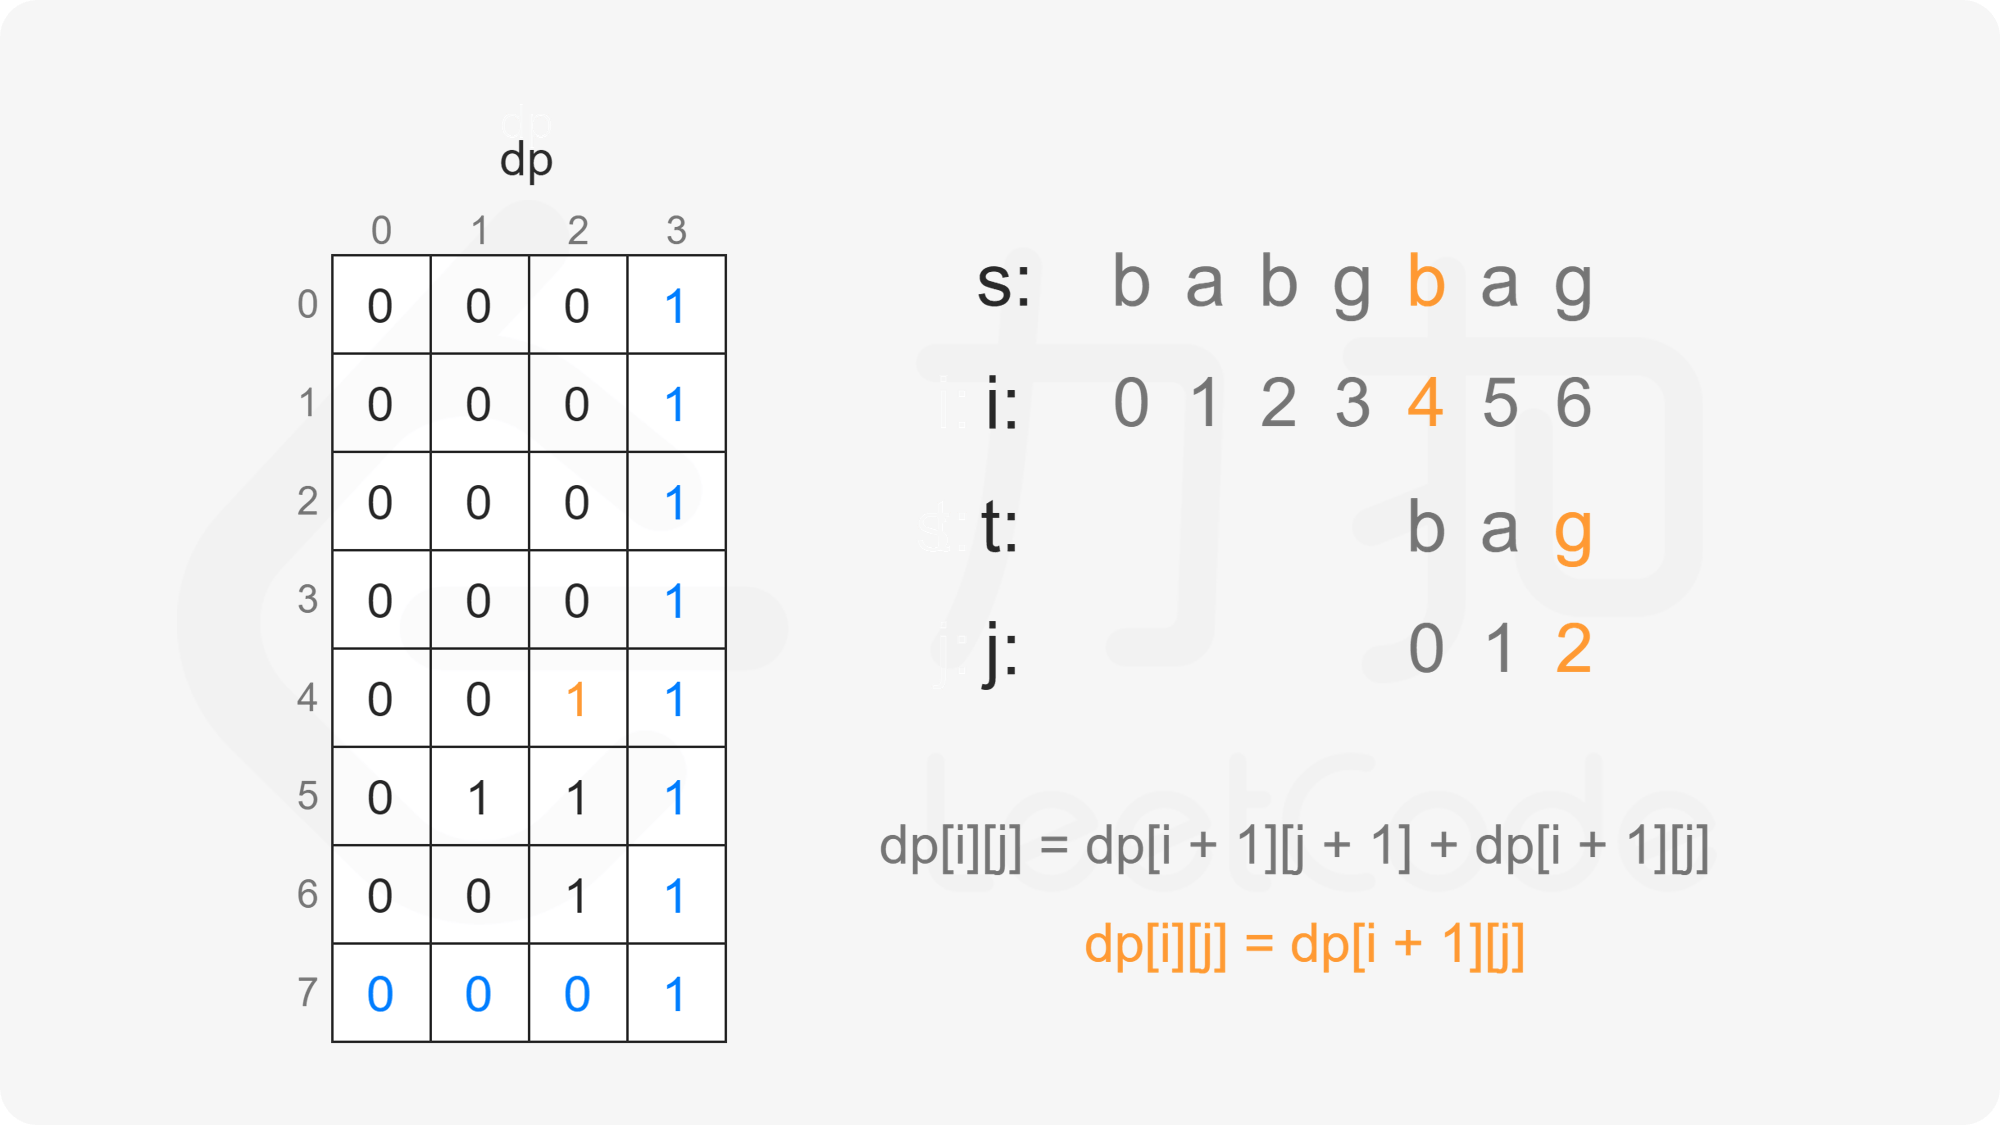 dp
0 1 2 3
0 0 0 0 1
1 0 0 0 1
2 0 0 0 1
3 0 0 0 1
4 0 0 1 1
5 0 1 1 1
6 0 0 1 1
7 0 0 0 1
s: b a b g b a g
i: 0 1 2 3 4 5 6
t: b a g
j: 0 1 2
dp[i][j] = dp[i + 1][j + 1] + dp[i + 1][j]
dp[i][j] = dp[i + 1][j]
力扣
LeetCode